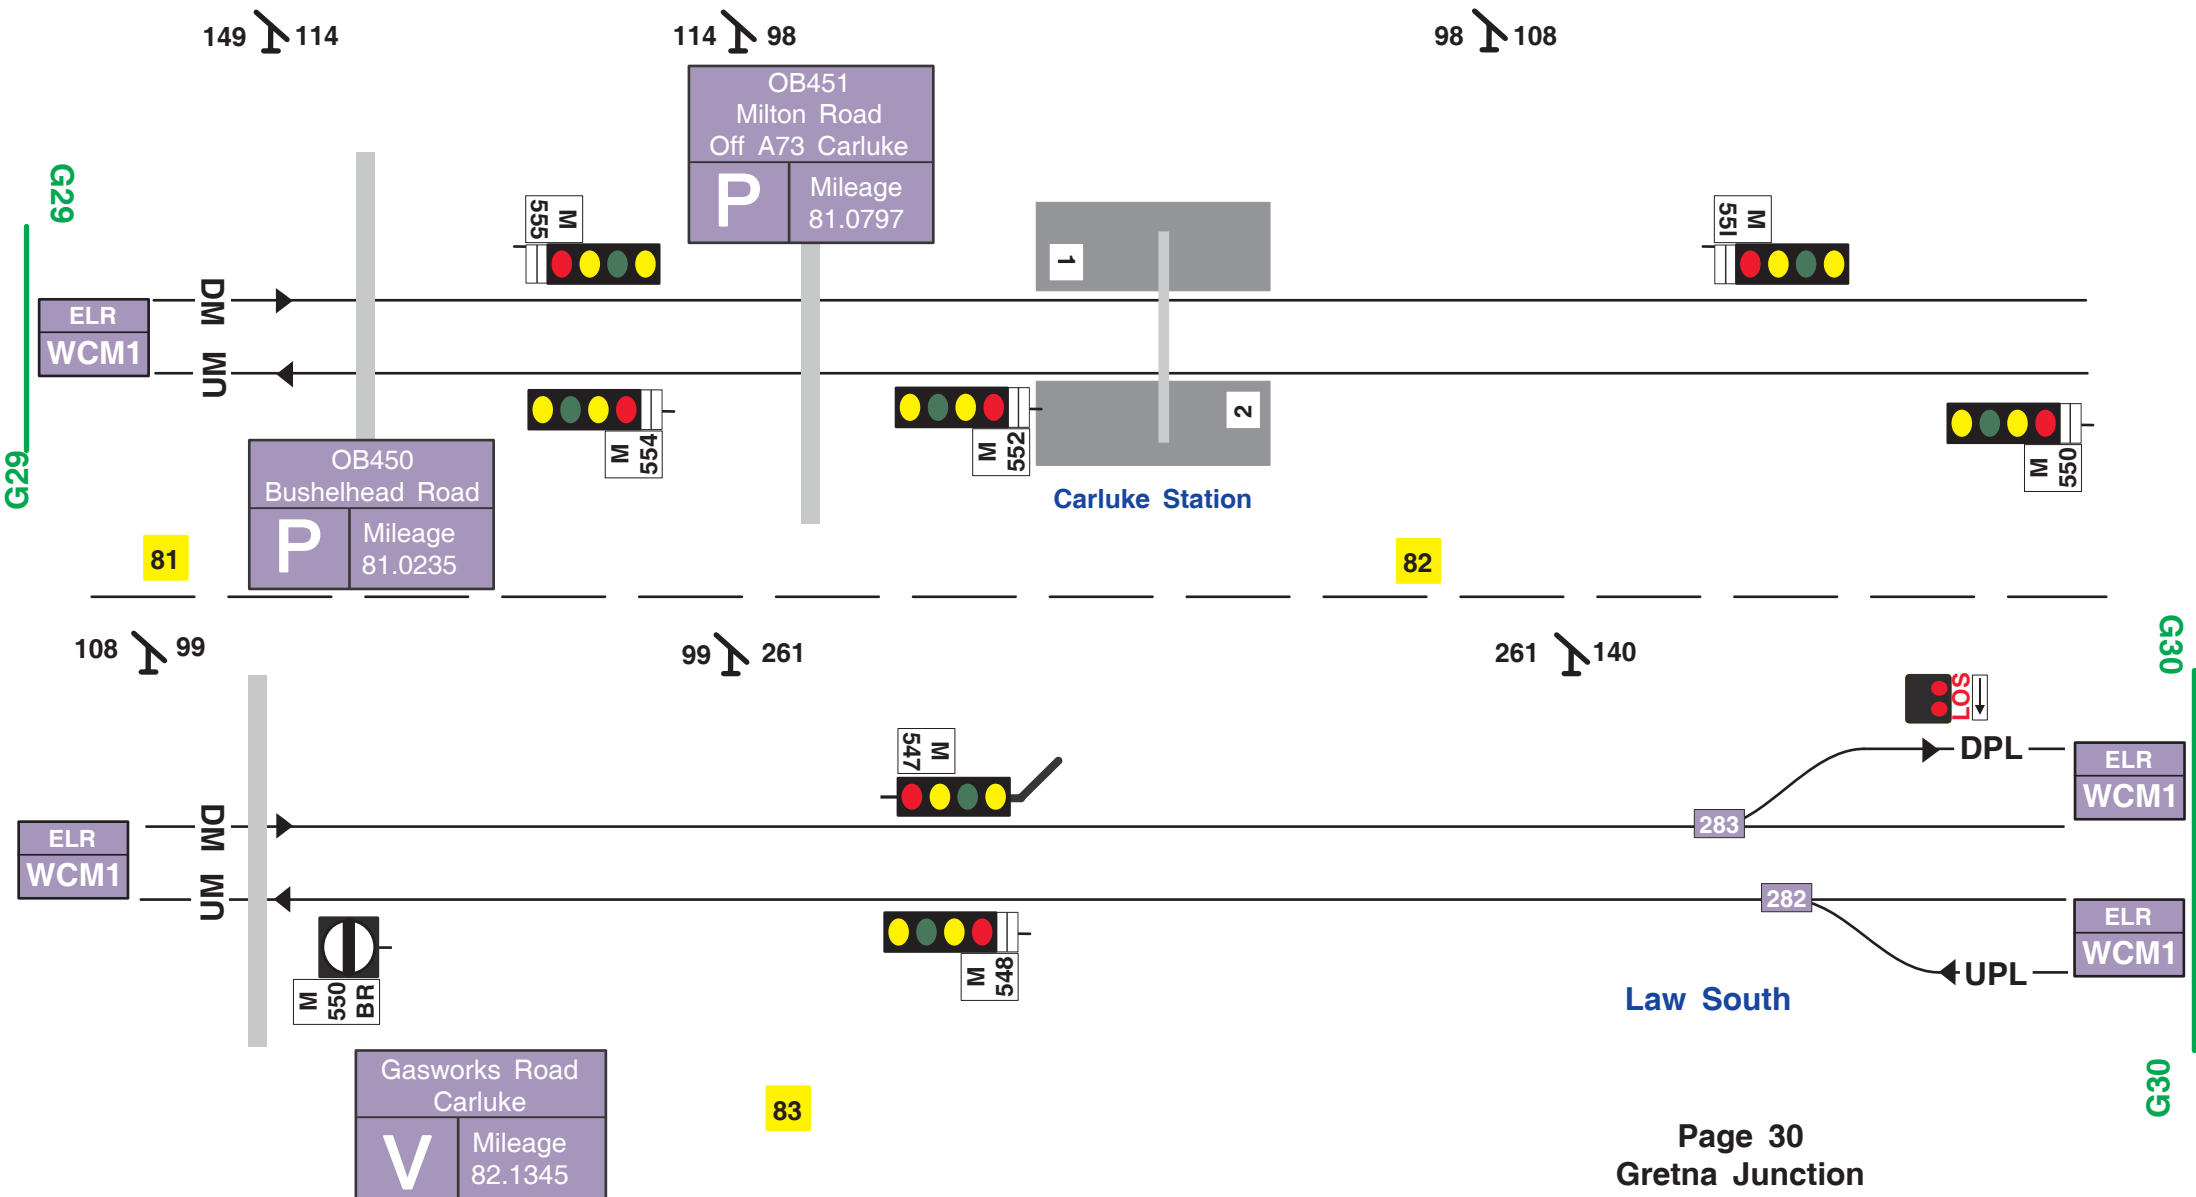 149 114
114 98
98 108
OB451
Milton Road
Off A73 Carluke
P
Mileage
81.0797
G29
M
555
M
551
1
DM
ELR
WCM1
UM
2
M
554
M
552
M
550
G29
OB450
Bushelhead Road
P
Mileage
81.0235
Carluke Station
81
82
108 99
99 261
261 140
G30
LOS
M
547
DPL
ELR
WCM1
DM
283
ELR
WCM1
UM
282
ELR
WCM1
UPL
M
550
BR
M
548
Law South
Gasworks Road
Carluke
V
Mileage
82.1345
83
G30
Page 30
Gretna Junction